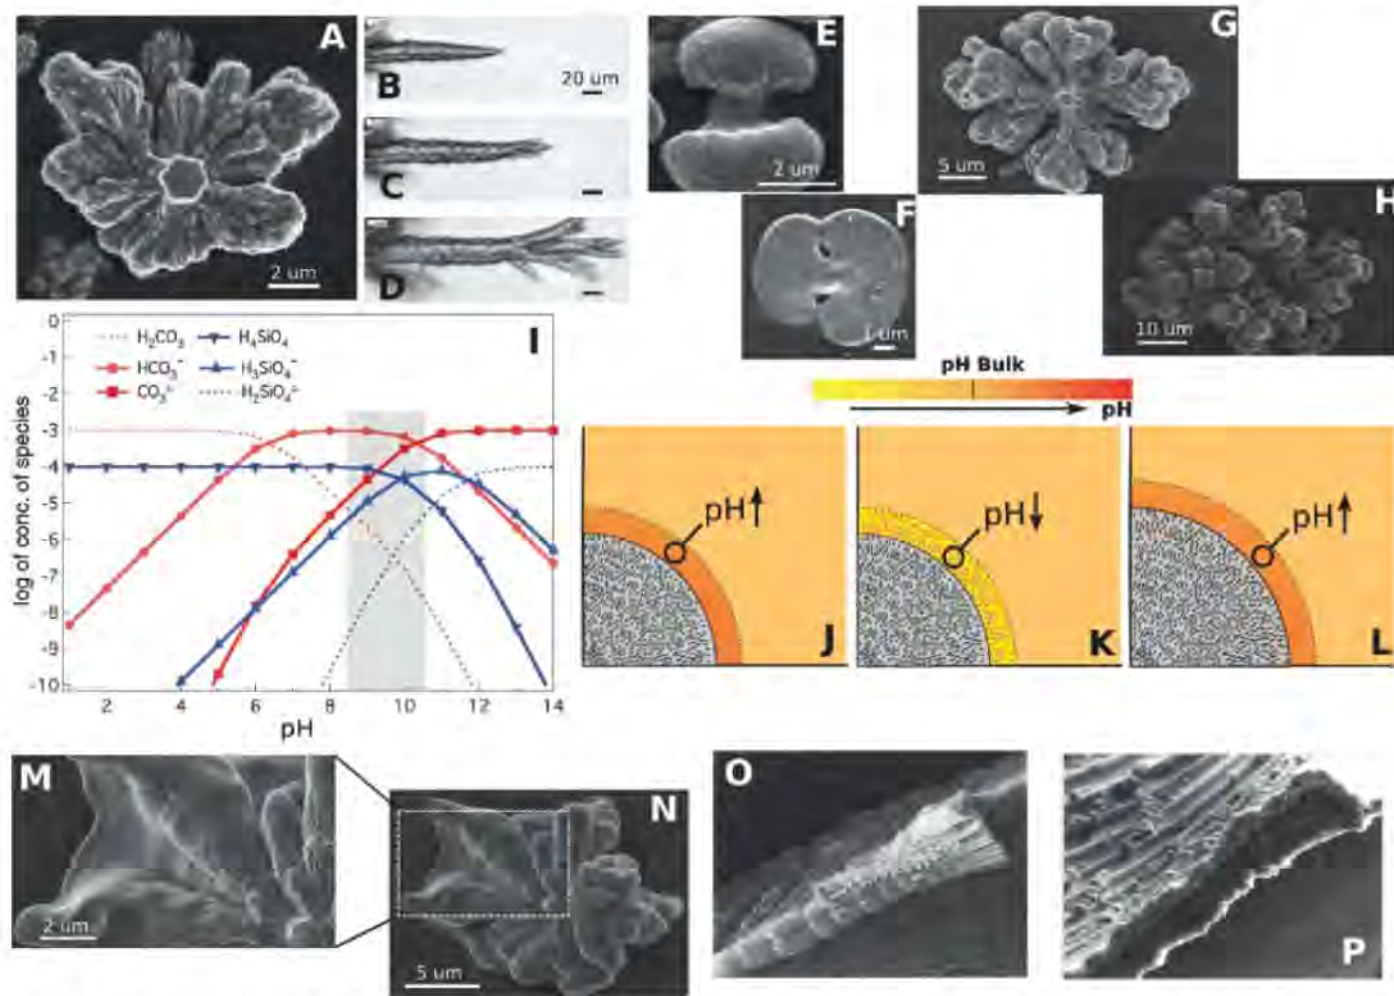 A
2 um
B
20 um
C
D
E
2 um
F
1 um
G
5 um
H
10 um
I
0
-1
-2
-3
-4
-5
-6
-7
-8
-9
-10
log of conc. of species
H₂CO₃
HCO₃⁻
CO₃²⁻
H₄SiO₄
H₃SiO₄⁻
H₂SiO₄²⁻
2 4 6 8 10 12 14
pH
pH Bulk
pH
pH↑
J
pH↓
K
pH↑
L
M
2 um
N
5 um
O
P